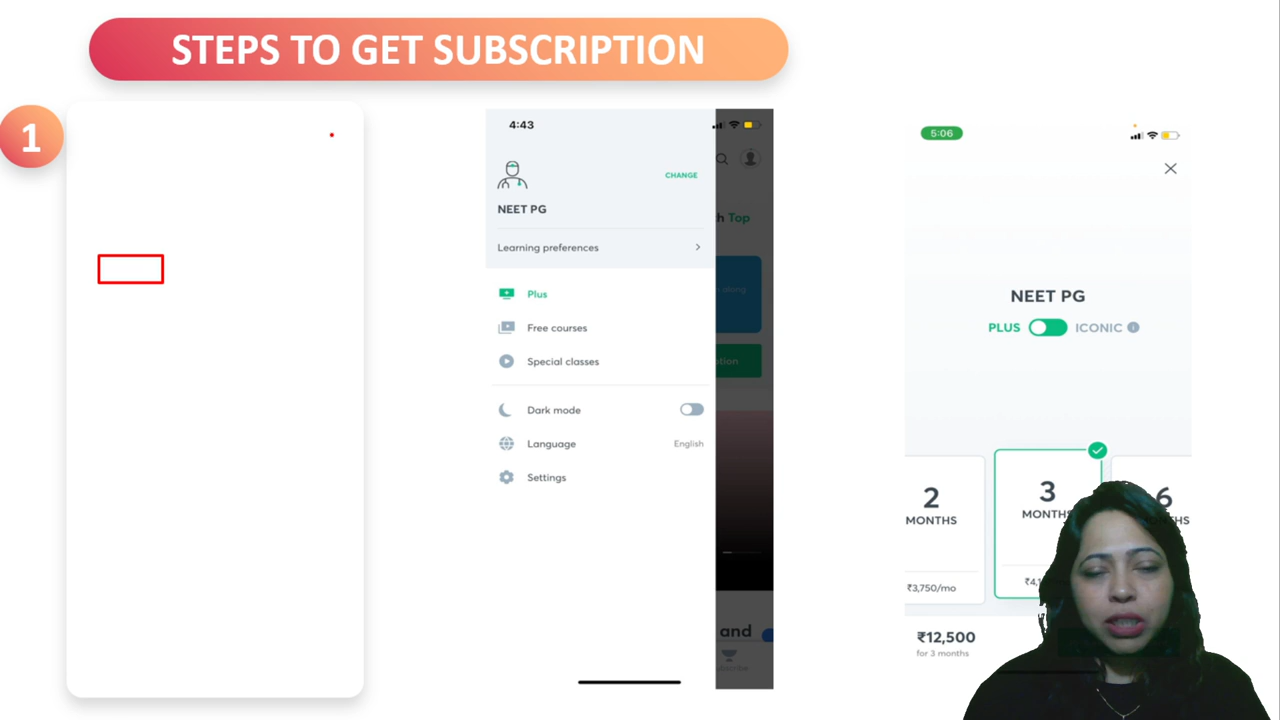 STEPS TO GET SUBSCRIPTION
1
4:43
CHANGE
NEET PG
Learning preferences
Plus
Free courses
Special classes
Dark mode
Language English
Settings
h Top
and
5:06
NEET PG
PLUS ICONIC
2
MONTHS
₹3,750/mo
3
MONTHS
6
₹12,500
for 3 months